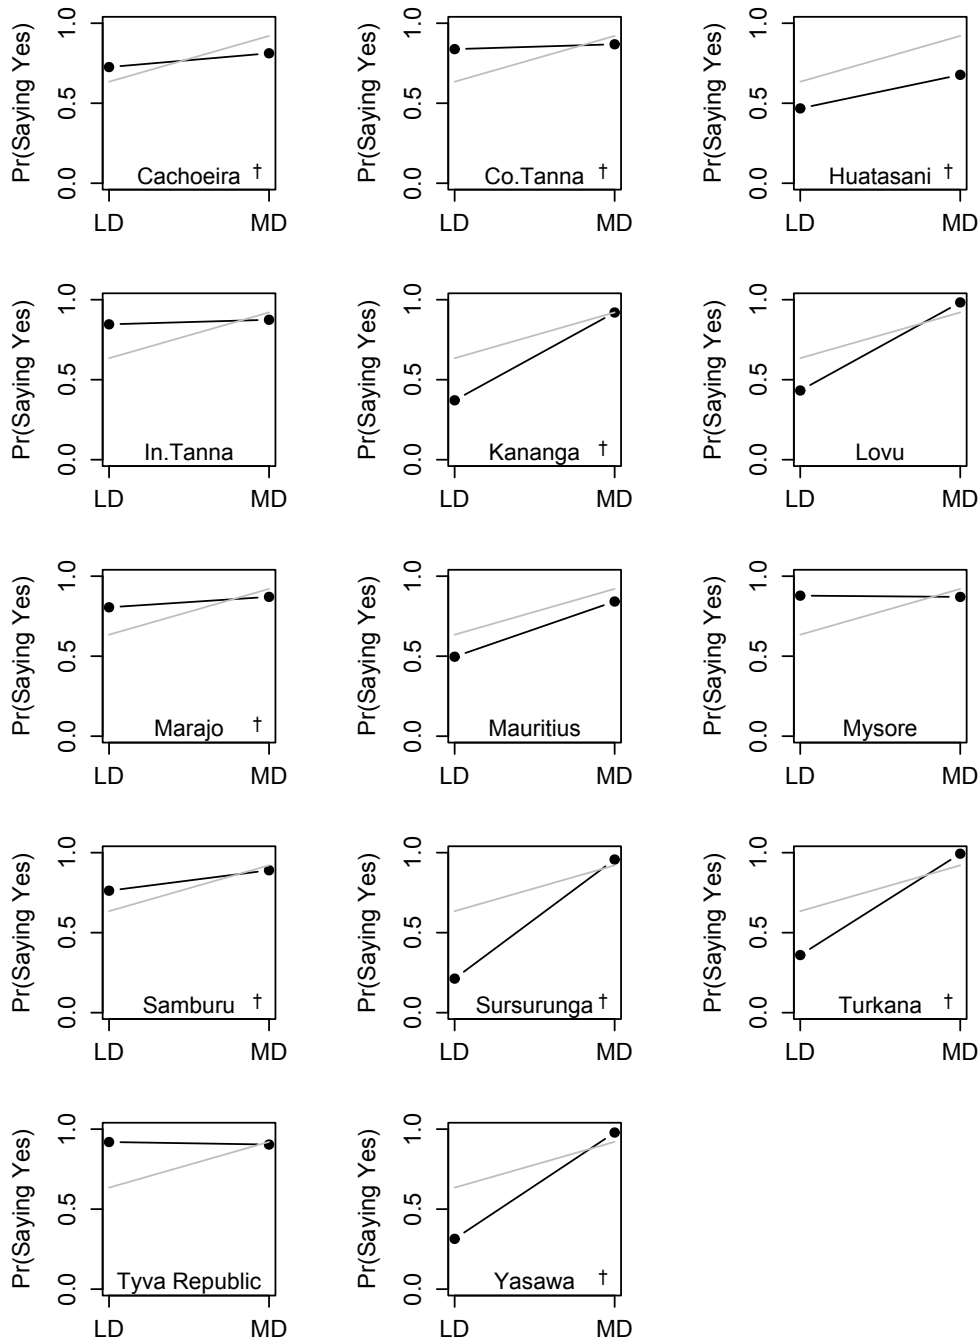 Pr(Saying Yes)
1.0
0.5
0.0
Cachoeira †
LD MD
Pr(Saying Yes)
1.0
0.5
0.0
Co.Tanna †
LD MD
Pr(Saying Yes)
1.0
0.5
0.0
Huatasani †
LD MD
Pr(Saying Yes)
1.0
0.5
0.0
In.Tanna
LD MD
Pr(Saying Yes)
1.0
0.5
0.0
Kananga †
LD MD
Pr(Saying Yes)
1.0
0.5
0.0
Lovu
LD MD
Pr(Saying Yes)
1.0
0.5
0.0
Marajo †
LD MD
Pr(Saying Yes)
1.0
0.5
0.0
Mauritius
LD MD
Pr(Saying Yes)
1.0
0.5
0.0
Mysore
LD MD
Pr(Saying Yes)
1.0
0.5
0.0
Samburu †
LD MD
Pr(Saying Yes)
1.0
0.5
0.0
Sursurunga †
LD MD
Pr(Saying Yes)
1.0
0.5
0.0
Turkana †
LD MD
Pr(Saying Yes)
1.0
0.5
0.0
Tyva Republic
LD MD
Pr(Saying Yes)
1.0
0.5
0.0
Yasawa †
LD MD